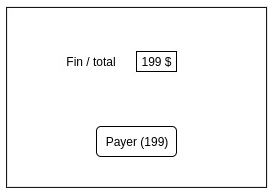 Fin / total 199 $
Payer (199)